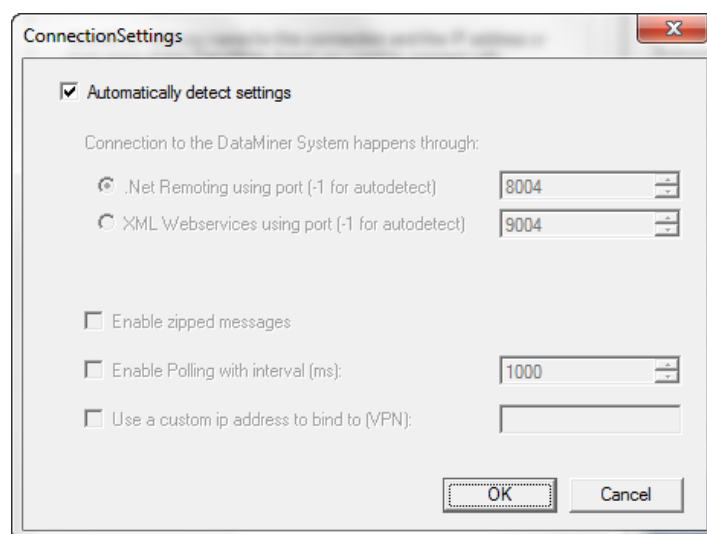 ConnectionSettings
Automatically detect settings
Connection to the DataMiner System happens through:
.Net Remoting using port (-1 for autodetect) 8004
XML Webservices using port (-1 for autodetect) 9004
Enable zipped messages
Enable Polling with interval (ms): 1000
Use a custom ip address to bind to (VPN):
OK Cancel